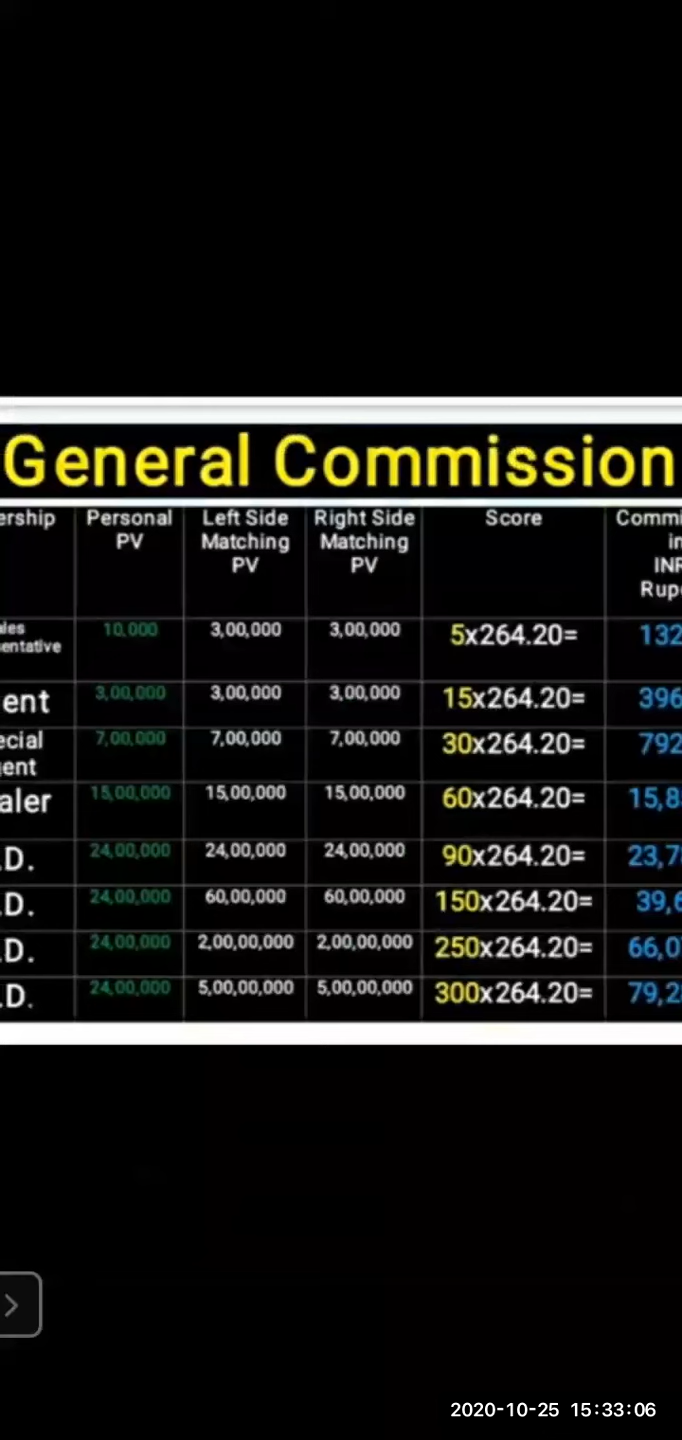 General Commission
ership Personal PV Left Side Matching PV Right Side Matching PV Score Commi in INR Rupe
ales entative 10,000 3,00,000 3,00,000 5x264.20= 132
ent 3,00,000 3,00,000 3,00,000 15x264.20= 396
ecial gent 7,00,000 7,00,000 7,00,000 30x264.20= 792
aler 15,00,000 15,00,000 15,00,000 60x264.20= 15,8
.D. 24,00,000 24,00,000 24,00,000 90x264.20= 23,7
.D. 24,00,000 60,00,000 60,00,000 150x264.20= 39,6
.D. 24,00,000 2,00,00,000 2,00,00,000 250x264.20= 66,0
.D. 24,00,000 5,00,00,000 5,00,00,000 300x264.20= 79,2
2020-10-25 15:33:06